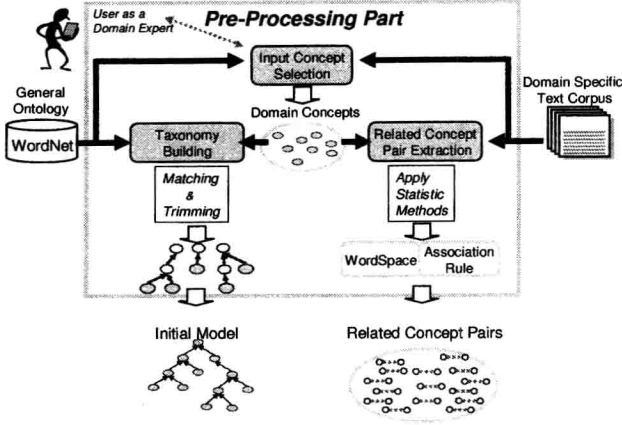 User as a
Domain Expert
Pre-Processing Part
Input Concept
Selection
General
Ontology
WordNet
Domain Concepts
Domain Specific
Text Corpus
Taxonomy
Building
Related Concept
Pair Extraction
Matching
&
Trimming
Apply
Statistic
Methods
WordSpace
Association
Rule
Initial Model
Related Concept Pairs